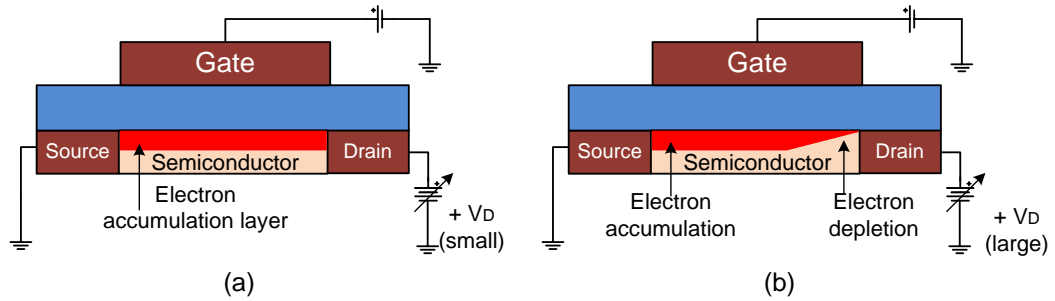 Gate
Source
Semiconductor
Drain
Electron
accumulation layer
+ VD
(small)
(a)
Gate
Source
Semiconductor
Drain
Electron
accumulation
Electron
depletion
+ VD
(large)
(b)